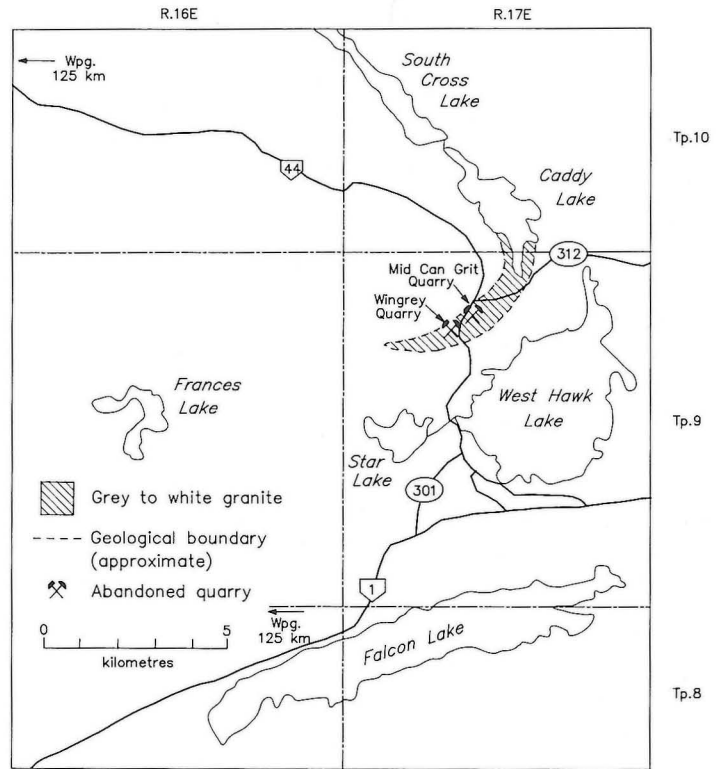 R.16E
R.17E
Wpg.
125 km
South
Cross
Lake
Tp.10
44
Caddy
Lake
312
Mid Can Grit
Quarry
Wingrey
Quarry
Frances
Lake
West Hawk
Lake
Tp.9
Star
Lake
Grey to white granite
301
Geological boundary
(approximate)
Abandoned quarry
1
Wpg.
125 km
0 5
kilometres
Falcon Lake
Tp.8